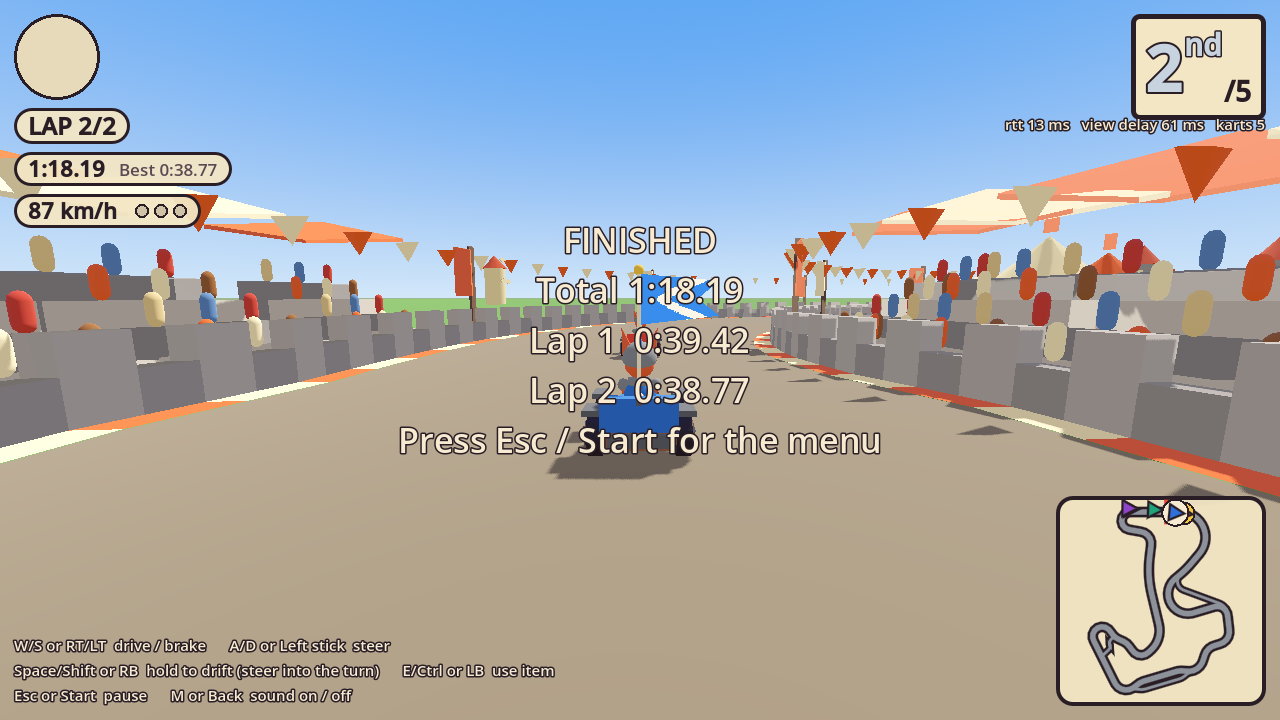 LAP 2/2
1:18.19 Best 0:38.77
87 km/h
2nd
/5
rtt 13 ms view delay 61 ms karts 5
FINISHED
Total 1:18.19
Lap 1 0:39.42
Lap 2 0:38.77
Press Esc / Start for the menu
W/S or RT/LT drive / brake A/D or Left stick steer
Space/Shift or RB hold to drift (steer into the turn) E/Ctrl or LB use item
Esc or Start pause M or Back sound on / off